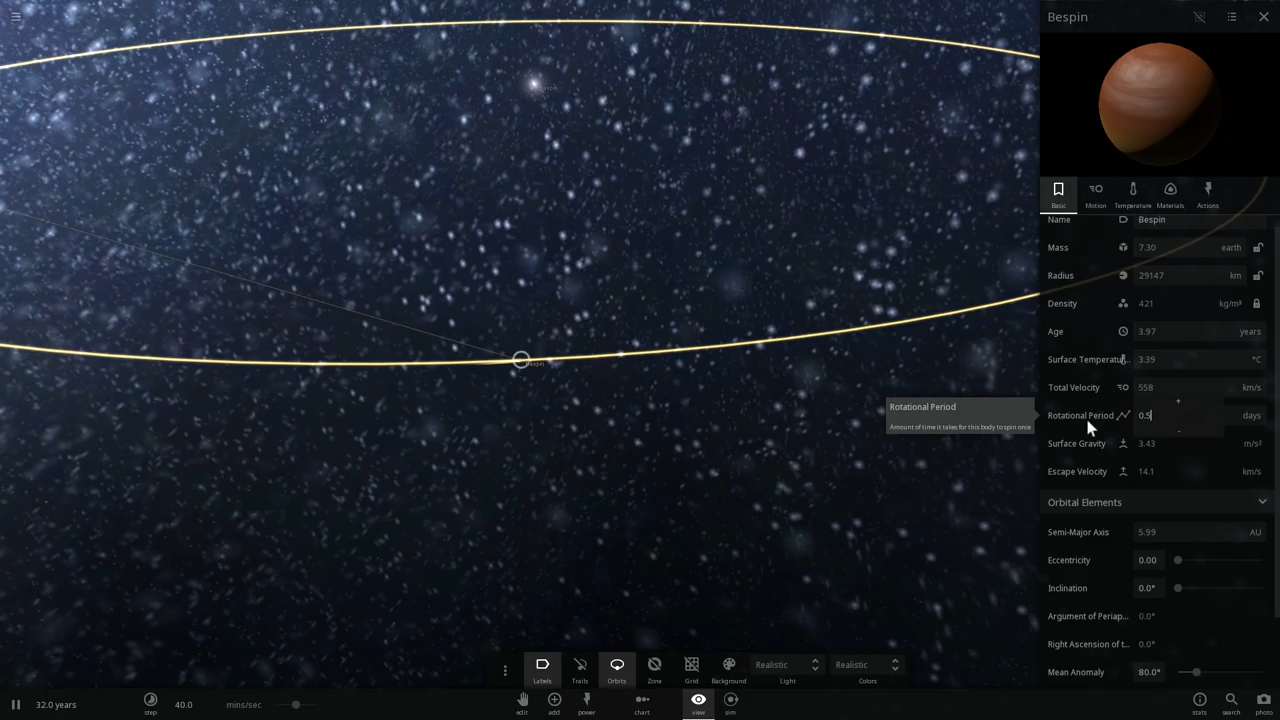 Bespin
Bespin
Bespin
Basic Motion Temperature Materials Actions
Name Bespin
Mass 7.30 earth
Radius 29147 km
Density 421 kg/m³
Age 3.97 years
Surface Temperatur... 3.39 °C
Total Velocity 558 km/s
+
Rotational Period 0.5 days
-
Rotational Period
Amount of time it takes for this body to spin once
Surface Gravity 3.43 m/s²
Escape Velocity 14.1 km/s
Orbital Elements
Semi-Major Axis 5.99 AU
Eccentricity 0.00
Inclination 0.0°
Argument of Periap... 0.0°
Right Ascension of t... 0.0°
Mean Anomaly 80.0°
Labels Trails Orbits Zone Grid Background
Realistic Realistic
Light Colors
32.0 years step 40.0 mins/sec
edit add power chart view sim
stats search photo